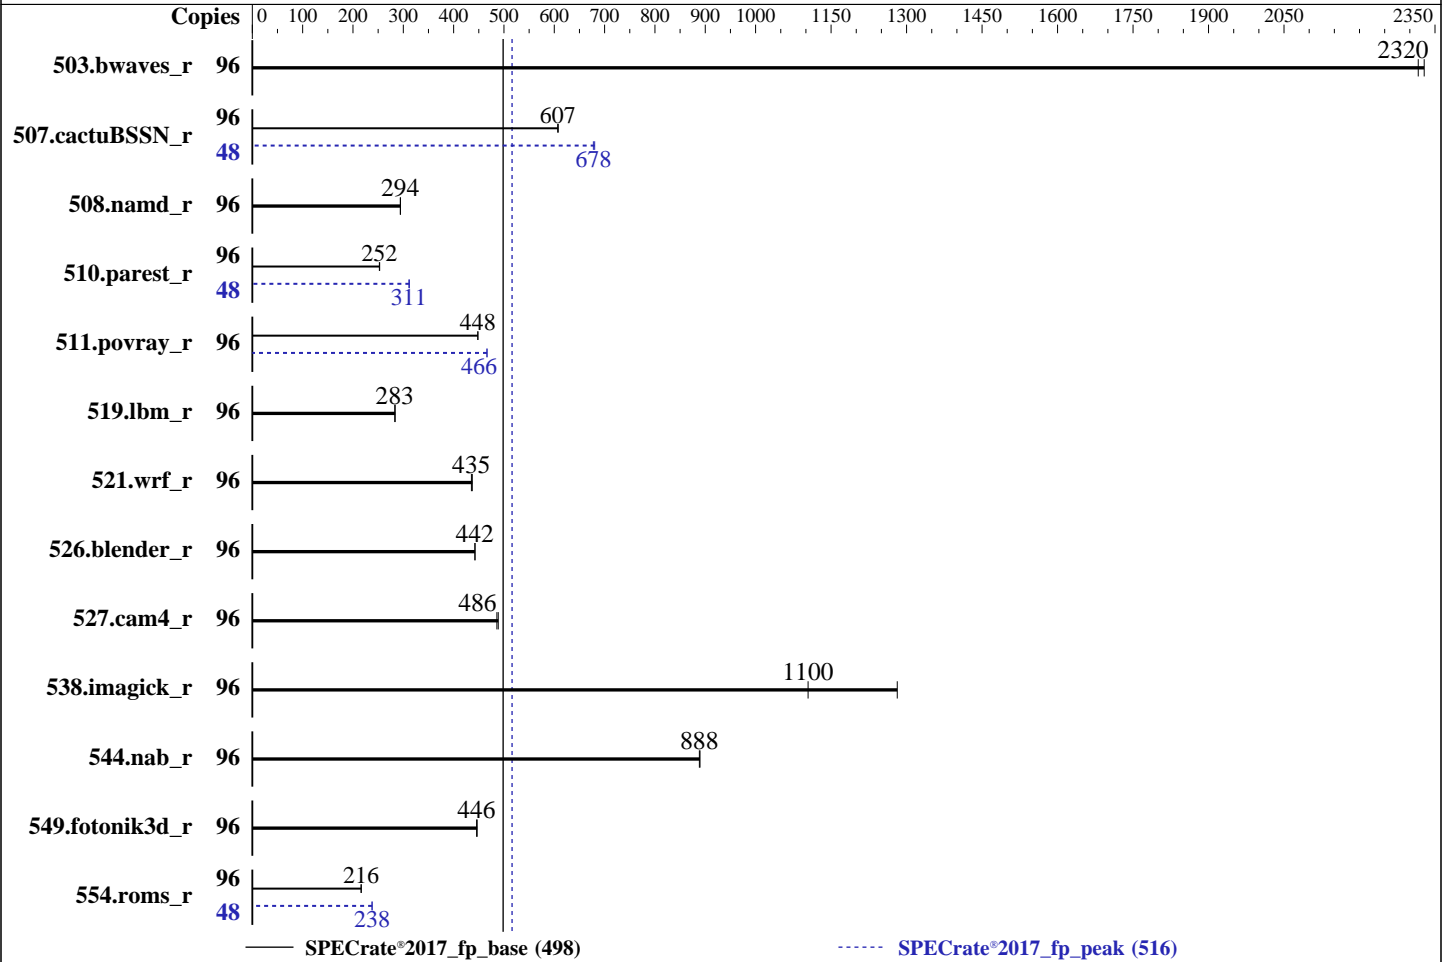 Copies 0 100 200 300 400 500 600 700 800 900 1000 1150 1300 1450 1600 1750 1900 2050 2350
503.bwaves_r 96 2320
507.cactuBSSN_r 96 607
48 678
508.namd_r 96 294
510.parest_r 96 252
48 311
511.povray_r 96 448
466
519.lbm_r 96 283
521.wrf_r 96 435
526.blender_r 96 442
527.cam4_r 96 486
538.imagick_r 96 1100
544.nab_r 96 888
549.fotonik3d_r 96 446
554.roms_r 96 216
48 238
SPECrate®2017_fp_base (498) SPECrate®2017_fp_peak (516)